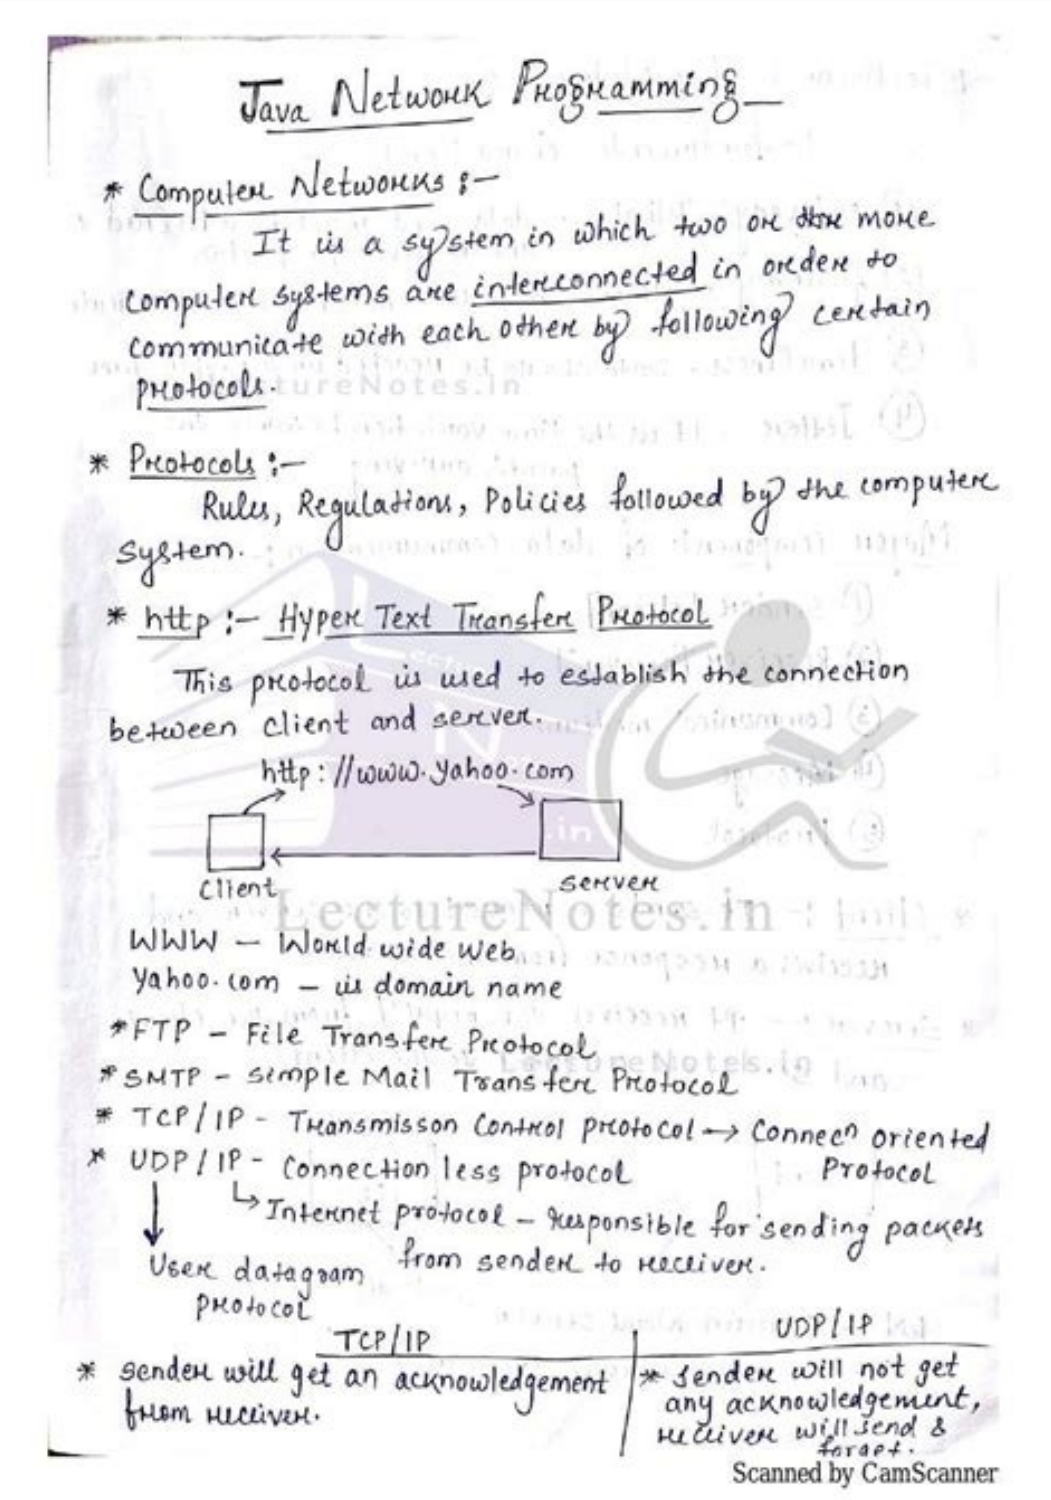 Java Network Programming
* Computer Networks :-
It is a system in which two or more
computer systems are interconnected in order to
communicate with each other by following certain
protocols.
* Protocols :-
Rules, Regulations, Policies followed by the computer
system.
* http :- Hyper Text Transfer Protocol
This protocol is used to establish the connection
between client and server.
http://www.yahoo.com
Client
server
LectureNotes.in
WWW - World wide web
Yahoo.com - is domain name
*FTP - File Transfer Protocol
LectureNotes.in
*SMTP - Simple Mail Transfer Protocol
* TCP/IP - Transmisson Control protocol → Connecn oriented
Protocol
* UDP/IP - Connection less protocol
↳ Internet protocol - responsible for sending packets
from sender to receiver.
User datagram
protocol
TCP/IP
UDP/IP
* sender will get an acknowledgement
from receiver.
* sender will not get
any acknowledgement,
receiver will send &
forget.
Scanned by CamScanner